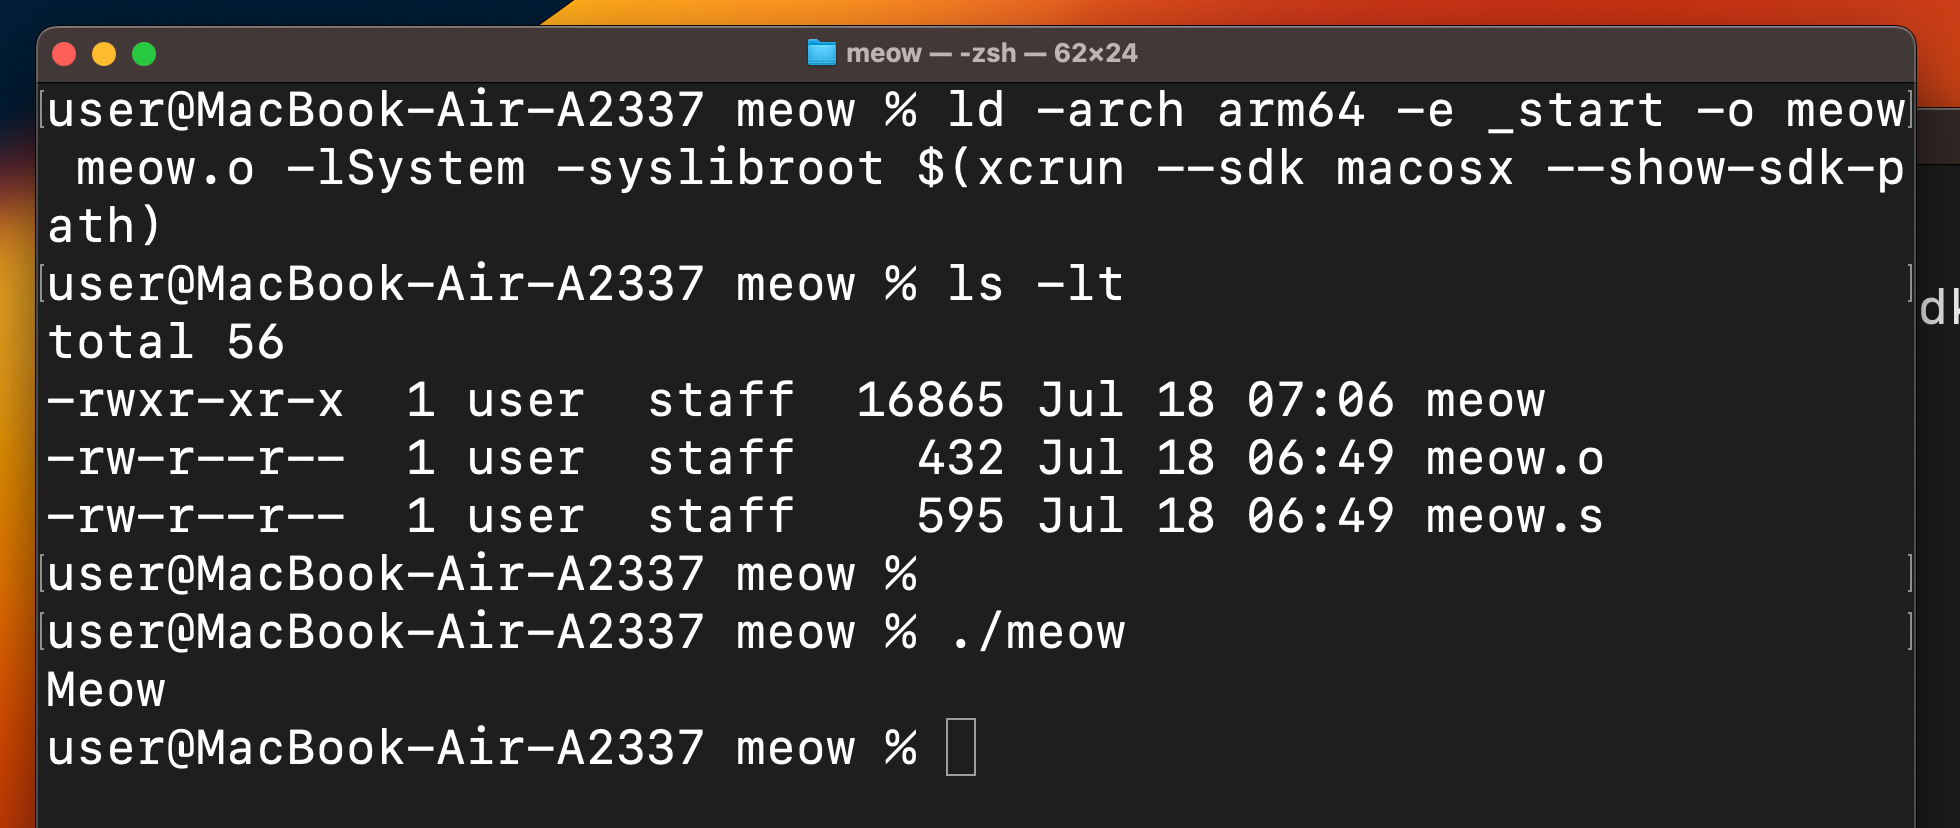 meow — -zsh — 62×24
user@MacBook-Air-A2337 meow % ld -arch arm64 -e _start -o meow
 meow.o -lSystem -syslibroot $(xcrun --sdk macosx --show-sdk-p
ath)
user@MacBook-Air-A2337 meow % ls -lt
total 56
-rwxr-xr-x  1 user  staff  16865 Jul 18 07:06 meow
-rw-r--r--  1 user  staff    432 Jul 18 06:49 meow.o
-rw-r--r--  1 user  staff    595 Jul 18 06:49 meow.s
user@MacBook-Air-A2337 meow %
user@MacBook-Air-A2337 meow % ./meow
Meow
user@MacBook-Air-A2337 meow %